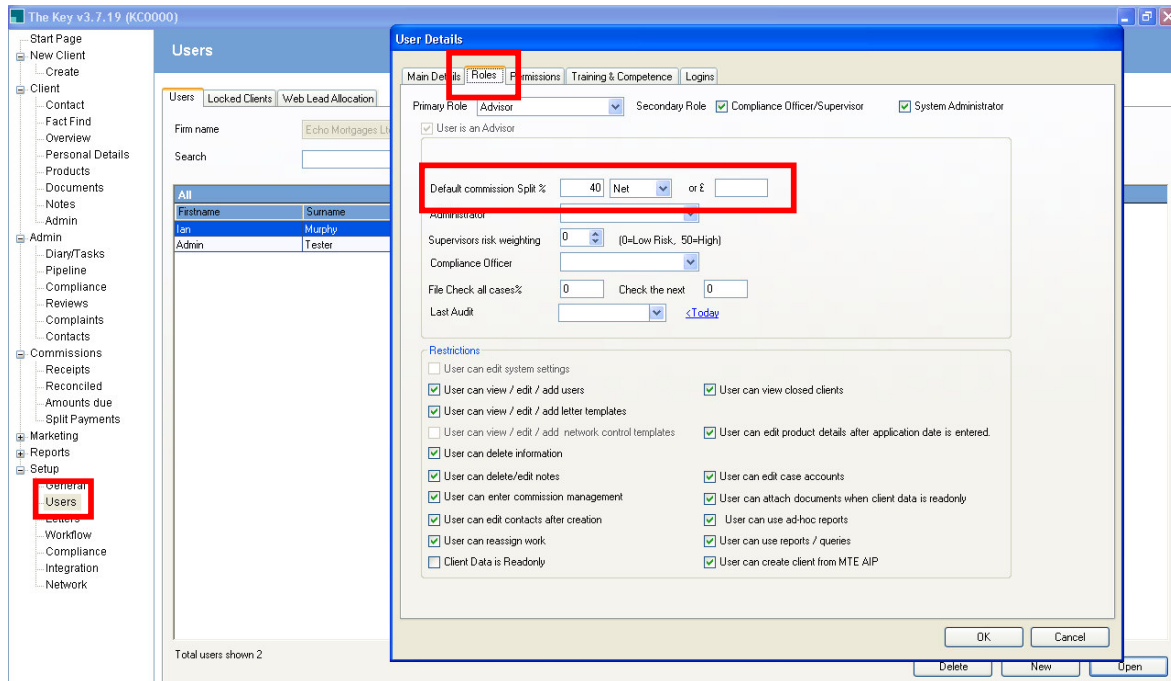 The Key v3.7.19 (KC0000)
Start Page
New Client
Create
Client
Contact
Fact Find
Overview
Personal Details
Products
Documents
Notes
Admin
Admin
Diary/Tasks
Pipeline
Compliance
Reviews
Complaints
Contacts
Commissions
Receipts
Reconciled
Amounts due
Split Payments
Marketing
Reports
Setup
General
Users
Letters
Workflow
Compliance
Integration
Network
Users
Users Locked Clients Web Lead Allocation
Firm name Echo Mortgages
Search
All
Firstname Surname
Ian Murphy
Admin Tester
Total users shown 2
Delete New Open
User Details
Main Details Roles Permissions Training & Competence Logins
Primary Role Advisor Secondary Role Compliance Officer/Supervisor System Administrator
User is an Advisor
Default commission Split % 40 Net or £
Administrator
Supervisors risk weighting 0 (0=Low Risk, 50=High)
Compliance Officer
File Check all cases% 0 Check the next 0
Last Audit <Today
Restrictions
User can edit system settings
User can view / edit / add users User can view closed clients
User can view / edit / add letter templates
User can view / edit / add network control templates User can edit product details after application date is entered.
User can delete information
User can delete/edit notes User can edit case accounts
User can enter commission management User can attach documents when client data is readonly
User can edit contacts after creation User can use ad-hoc reports
User can reassign work User can use reports / queries
Client Data is Readonly User can create client from MTE AIP
OK Cancel